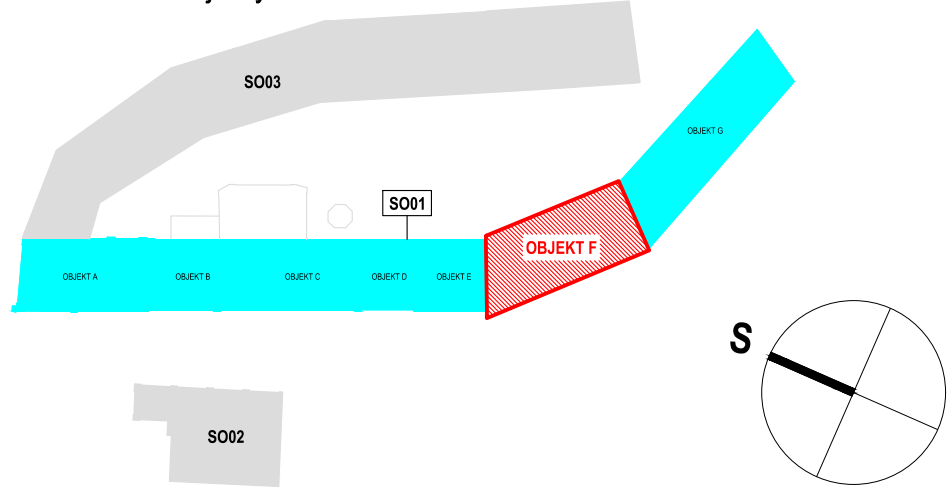 SO03
OBJEKT G
SO01
OBJEKT F
OBJEKT A
OBJEKT B
OBJEKT C
OBJEKT D
OBJEKT E
S
SO02